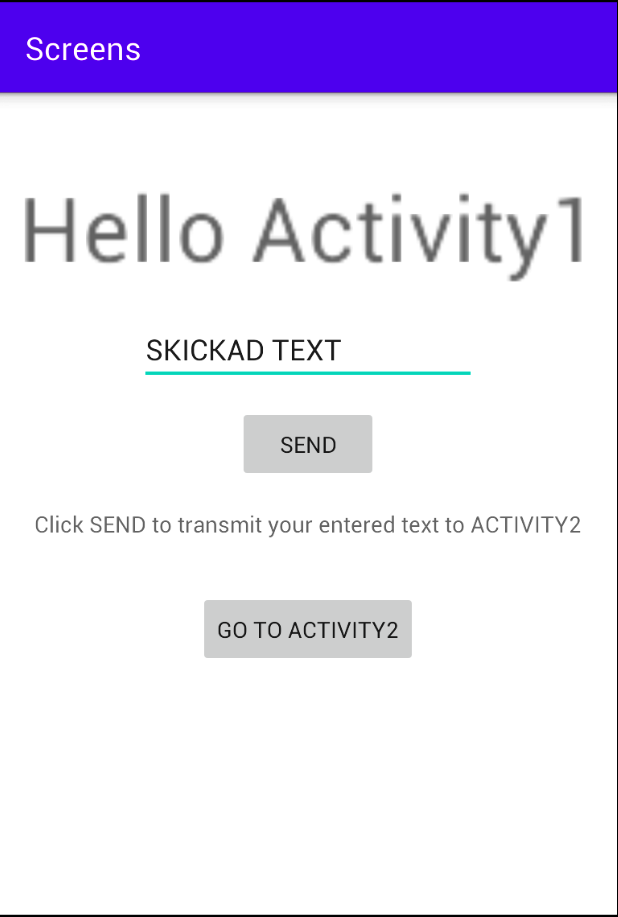 Screens
Hello Activity1
SKICKAD TEXT
SEND
Click SEND to transmit your entered text to ACTIVITY2
GO TO ACTIVITY2